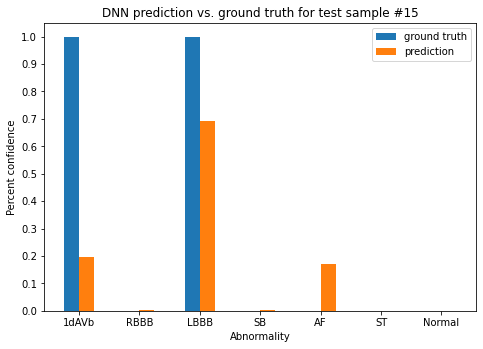 DNN prediction vs. ground truth for test sample #15
ground truth
prediction
Percent confidence
1.0
0.9
0.8
0.7
0.6
0.5
0.4
0.3
0.2
0.1
0.0
1dAVb RBBB LBBB SB AF ST Normal
Abnormality